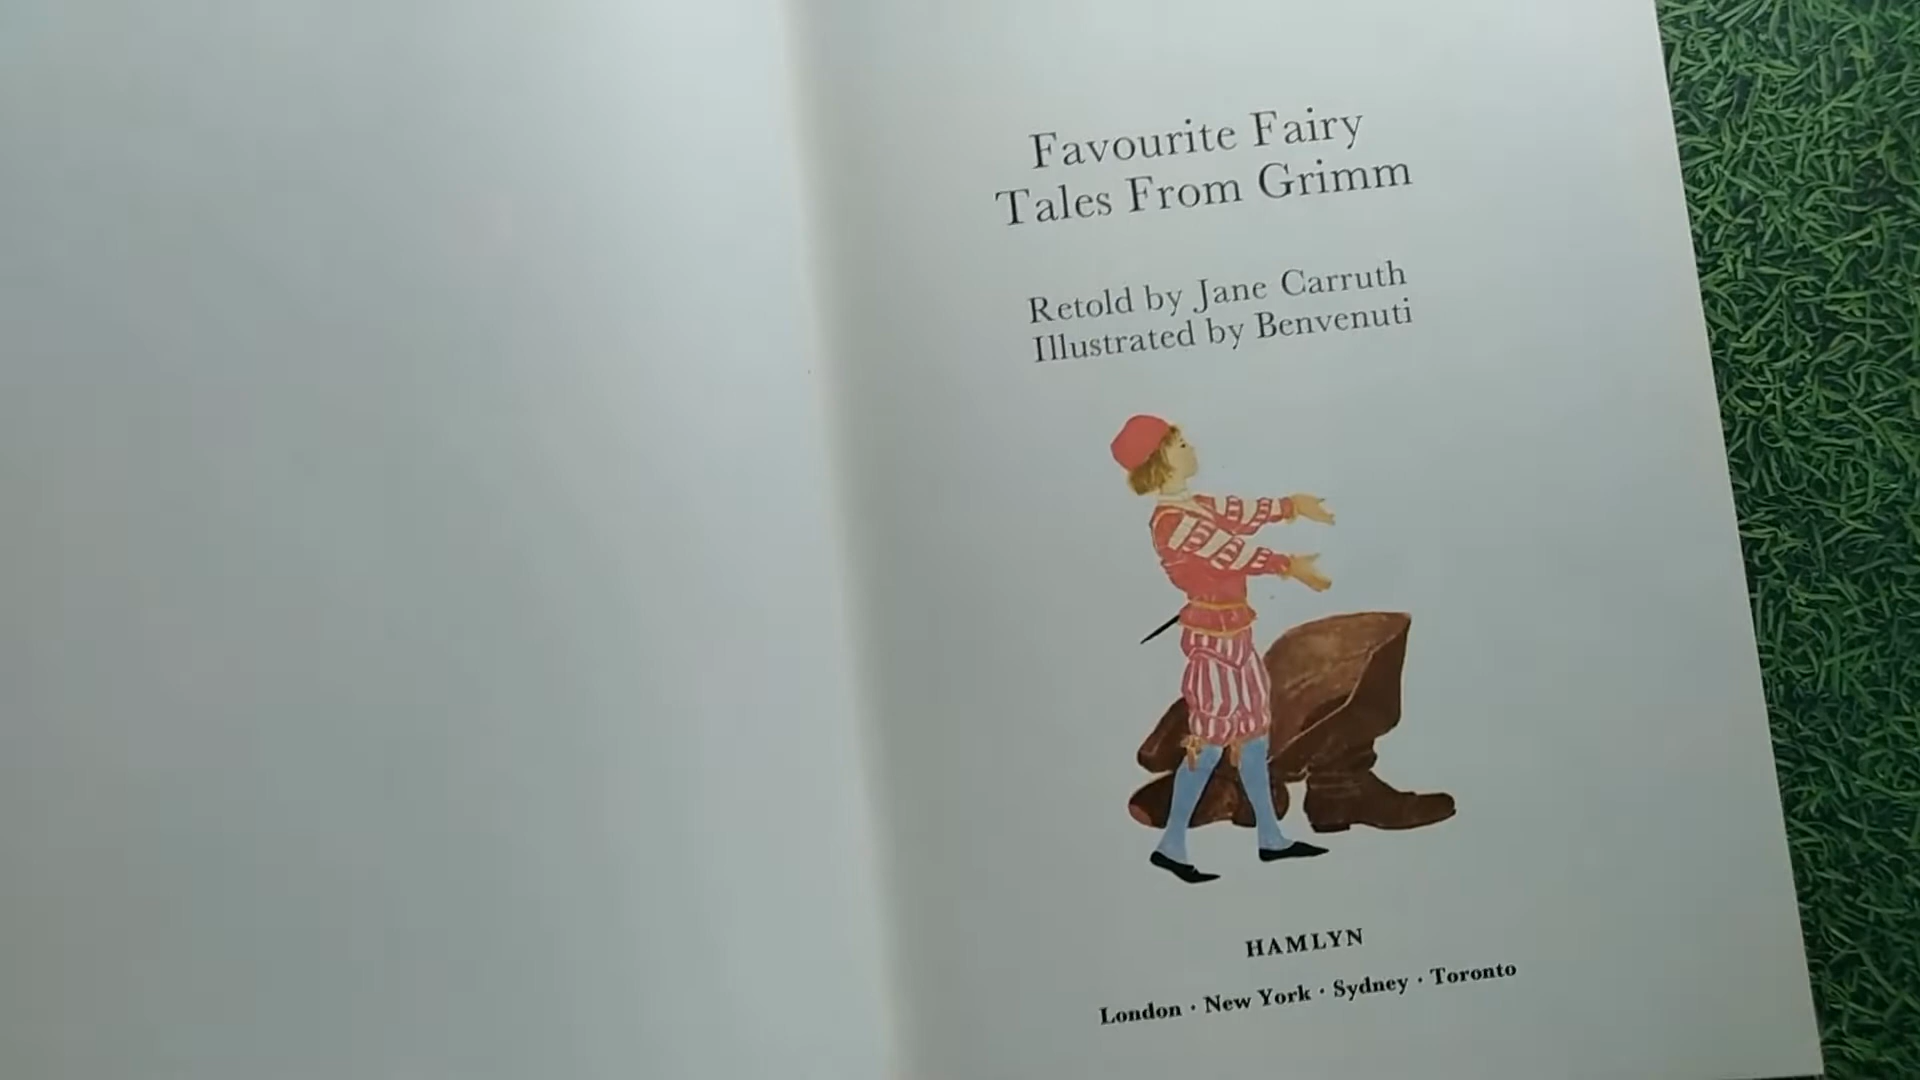 Favourite Fairy
Tales From Grimm
Retold by Jane Carruth
Illustrated by Benvenuti
HAMLYN
London · New York · Sydney · Toronto